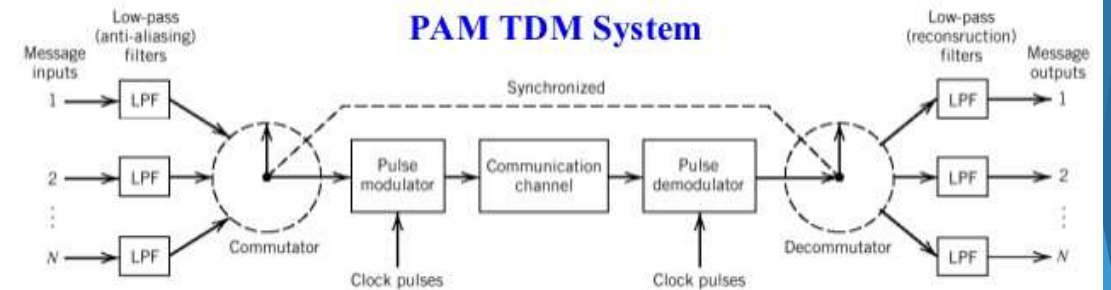 PAM TDM System
Low-pass
(anti-aliasing)
filters
Message
inputs
1
LPF
2
LPF
N
LPF
Commutator
Synchronized
Pulse
modulator
Clock pulses
Communication
channel
Pulse
demodulator
Clock pulses
Decommutator
Low-pass
(reconsruction)
filters
Message
outputs
LPF
1
LPF
2
LPF
N